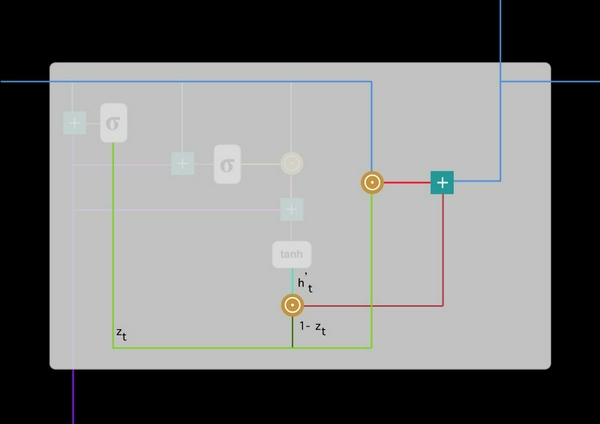 σ
σ
tanh
h't
zt
1- zt